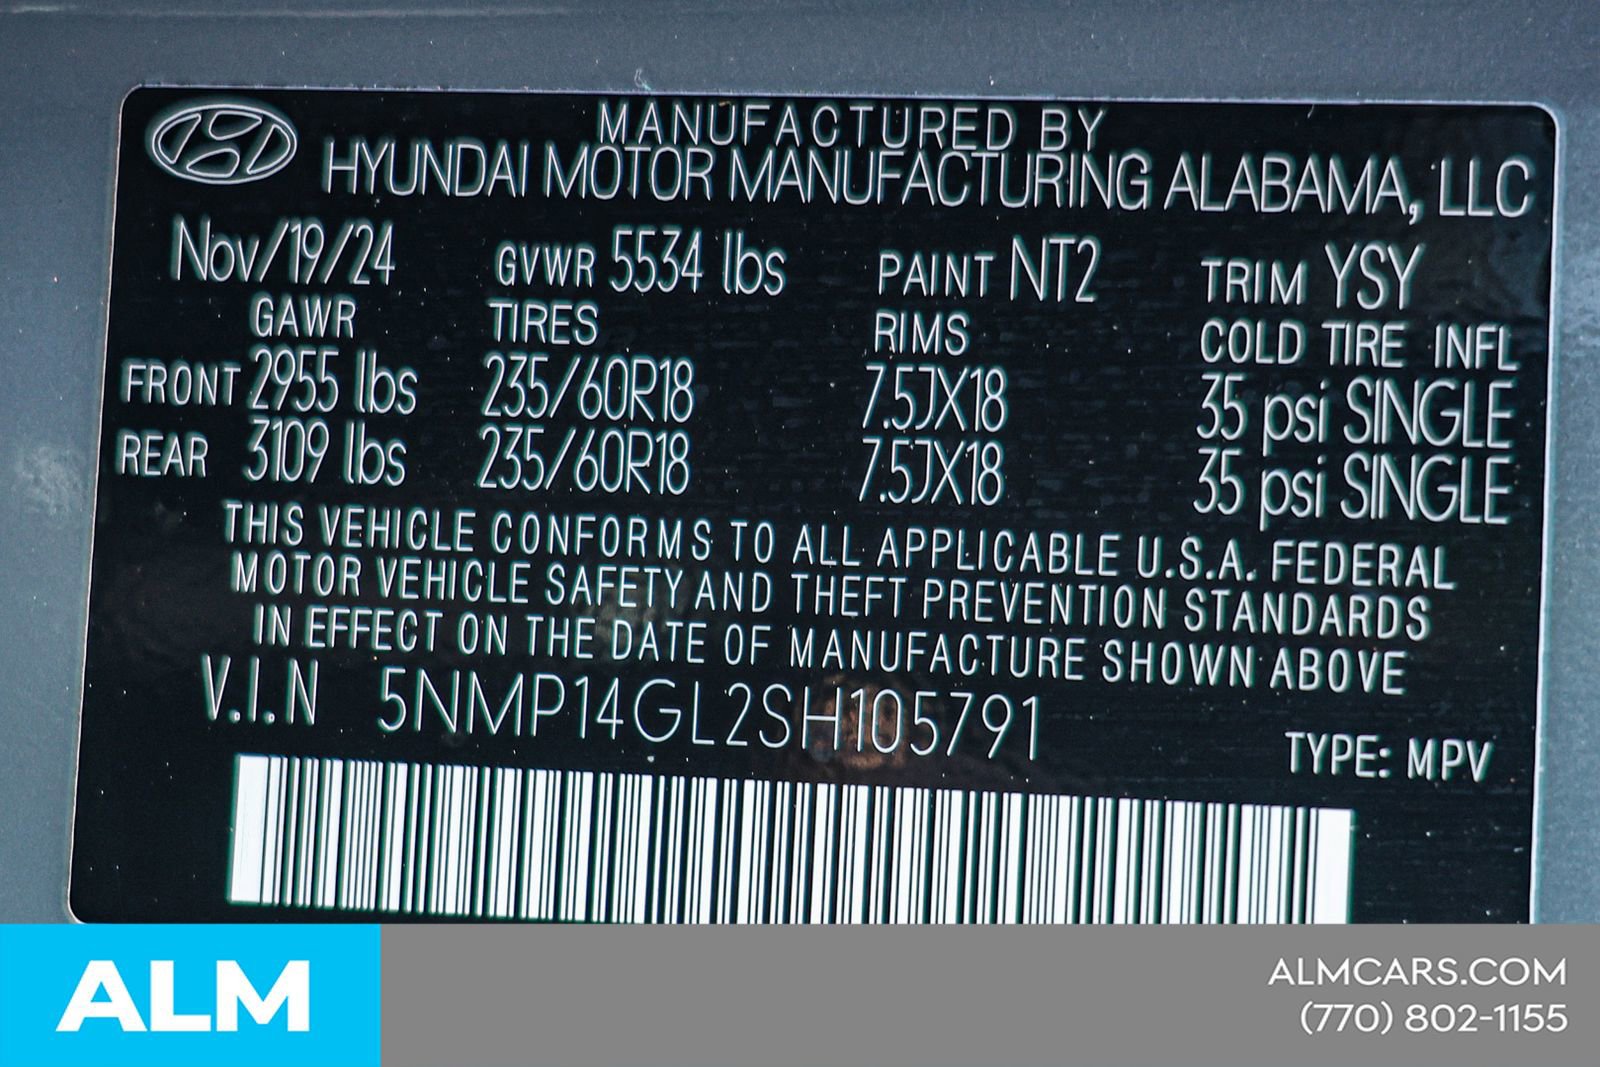 MANUFACTURED BY
HYUNDAI MOTOR MANUFACTURING ALABAMA, LLC
Nov/19/24 GVWR 5534 lbs PAINT NT2 TRIM YSY
GAWR TIRES RIMS COLD TIRE INFL
FRONT 2955 lbs 235/60R18 7.5JX18 35 psi SINGLE
REAR 3109 lbs 235/60R18 7.5JX18 35 psi SINGLE
THIS VEHICLE CONFORMS TO ALL APPLICABLE U.S.A. FEDERAL
MOTOR VEHICLE SAFETY AND THEFT PREVENTION STANDARDS
IN EFFECT ON THE DATE OF MANUFACTURE SHOWN ABOVE
V.I.N 5NMP14GL2SH105791
TYPE: MPV
ALM
ALMCARS.COM
(770) 802-1155